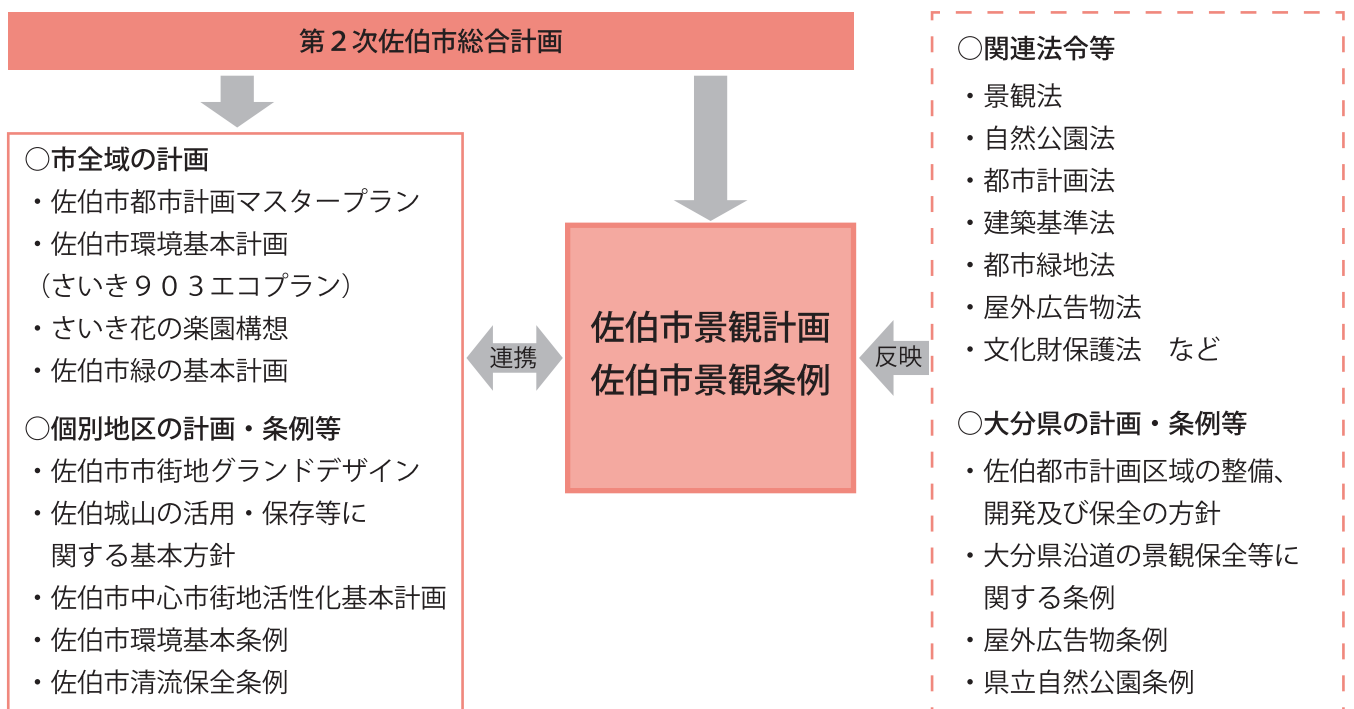 第２次佐伯市総合計画
○市全域の計画
・佐伯市都市計画マスタープラン
・佐伯市環境基本計画
（さいき９０３エコプラン）
・さいき花の楽園構想
・佐伯市緑の基本計画
○個別地区の計画・条例等
・佐伯市市街地グランドデザイン
・佐伯城山の活用・保存等に
関する基本方針
・佐伯市中心市街地活性化基本計画
・佐伯市環境基本条例
・佐伯市清流保全条例
連携
佐伯市景観計画
佐伯市景観条例
反映
○関連法令等
・景観法
・自然公園法
・都市計画法
・建築基準法
・都市緑地法
・屋外広告物法
・文化財保護法　など
○大分県の計画・条例等
・佐伯都市計画区域の整備、
開発及び保全の方針
・大分県沿道の景観保全等に
関する条例
・屋外広告物条例
・県立自然公園条例